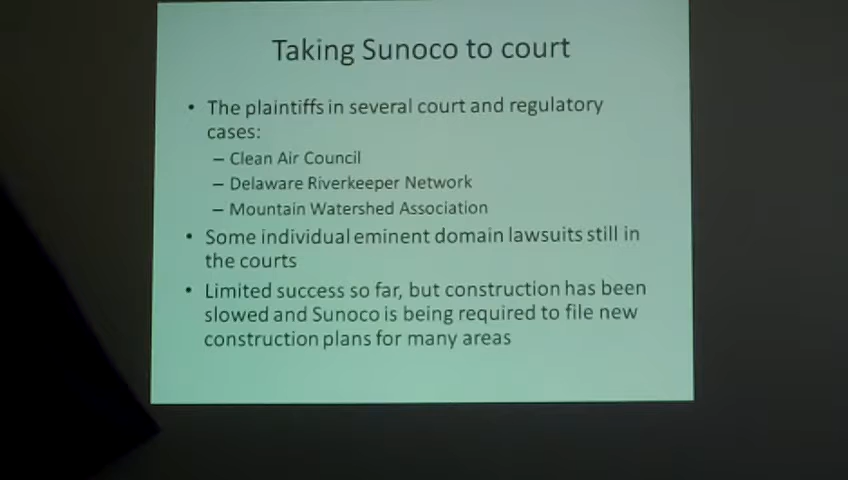 Taking Sunoco to court
• The plaintiffs in several court and regulatory
cases:
– Clean Air Council
– Delaware Riverkeeper Network
– Mountain Watershed Association
• Some individual eminent domain lawsuits still in
the courts
• Limited success so far, but construction has been
slowed and Sunoco is being required to file new
construction plans for many areas